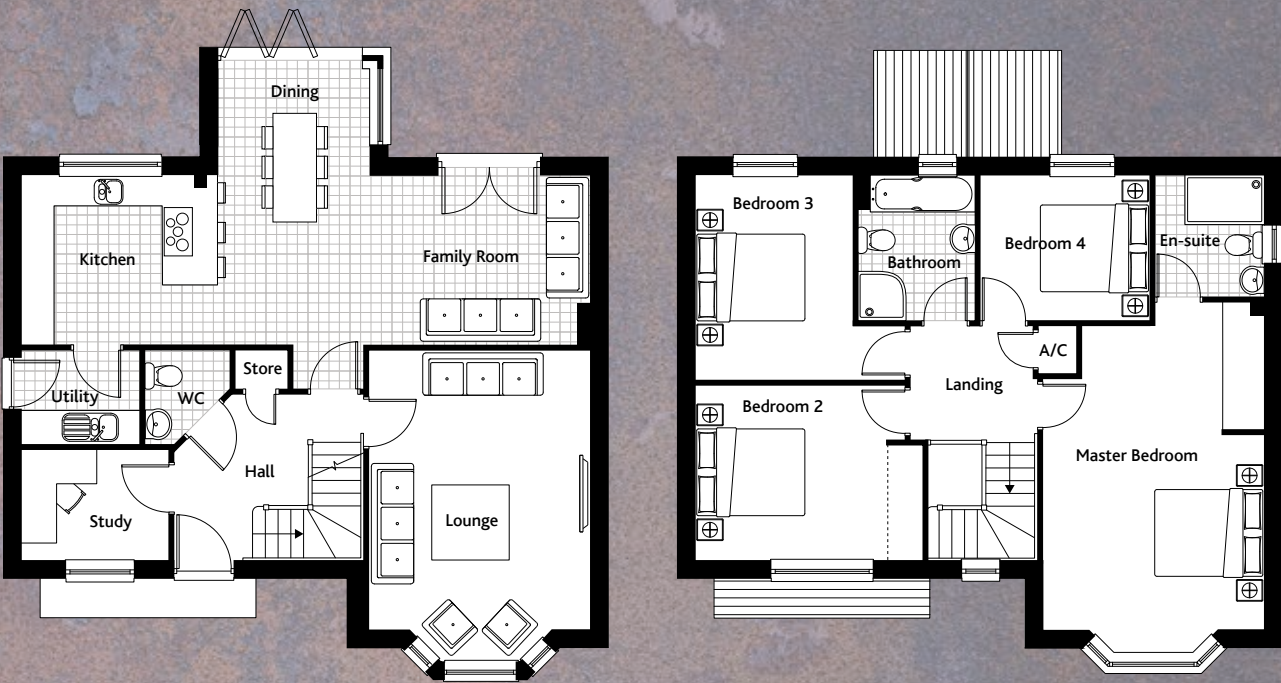 Dining
Kitchen
Family Room
Store
Utility
WC
Hall
Study
Lounge
Bedroom 3
Bathroom
Bedroom 4
En-suite
A/C
Landing
Bedroom 2
Master Bedroom